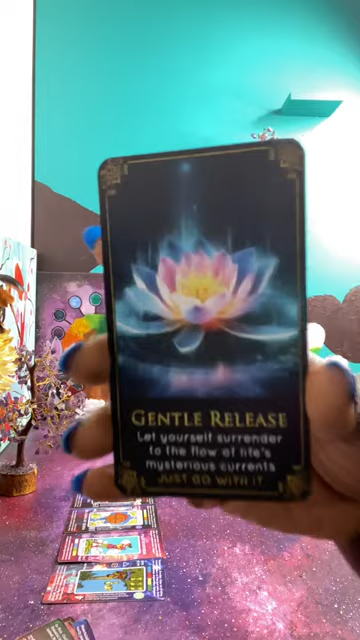 GENTLE RELEASE
Let yourself surrender
to the flow of life's
mysterious currents
JUST GO WITH IT